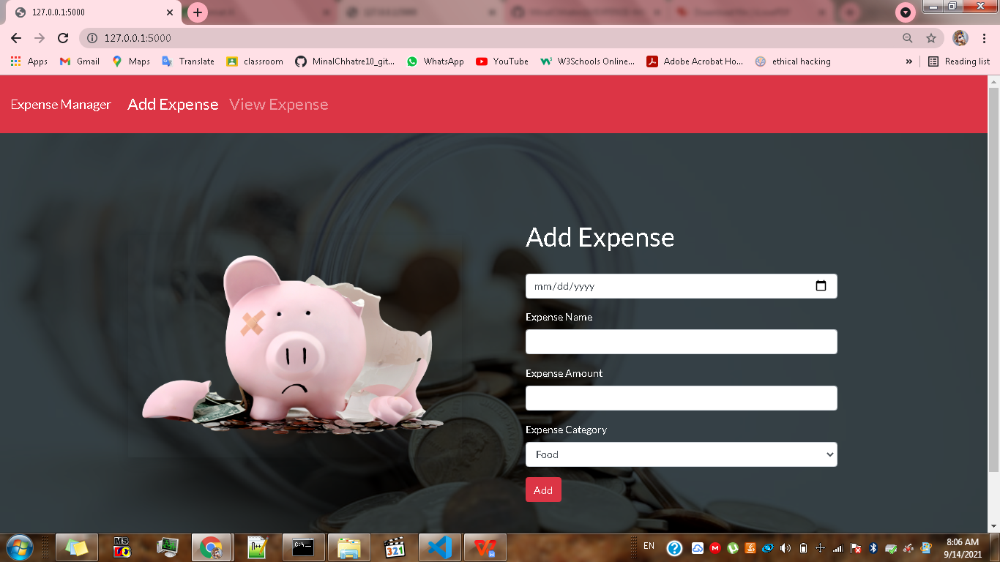 127.0.0.1:5000
127.0.0.1:5000
Apps Gmail Maps Translate classroom MinalChhatre10_git... WhatsApp YouTube W3Schools Online... Adobe Acrobat Ho... ethical hacking » Reading list
Expense Manager Add Expense View Expense
Add Expense
mm/dd/yyyy
Expense Name
Expense Amount
Expense Category
Food
Add
MS
N++
C:\_
321
EN
8:06 AM
9/14/2021